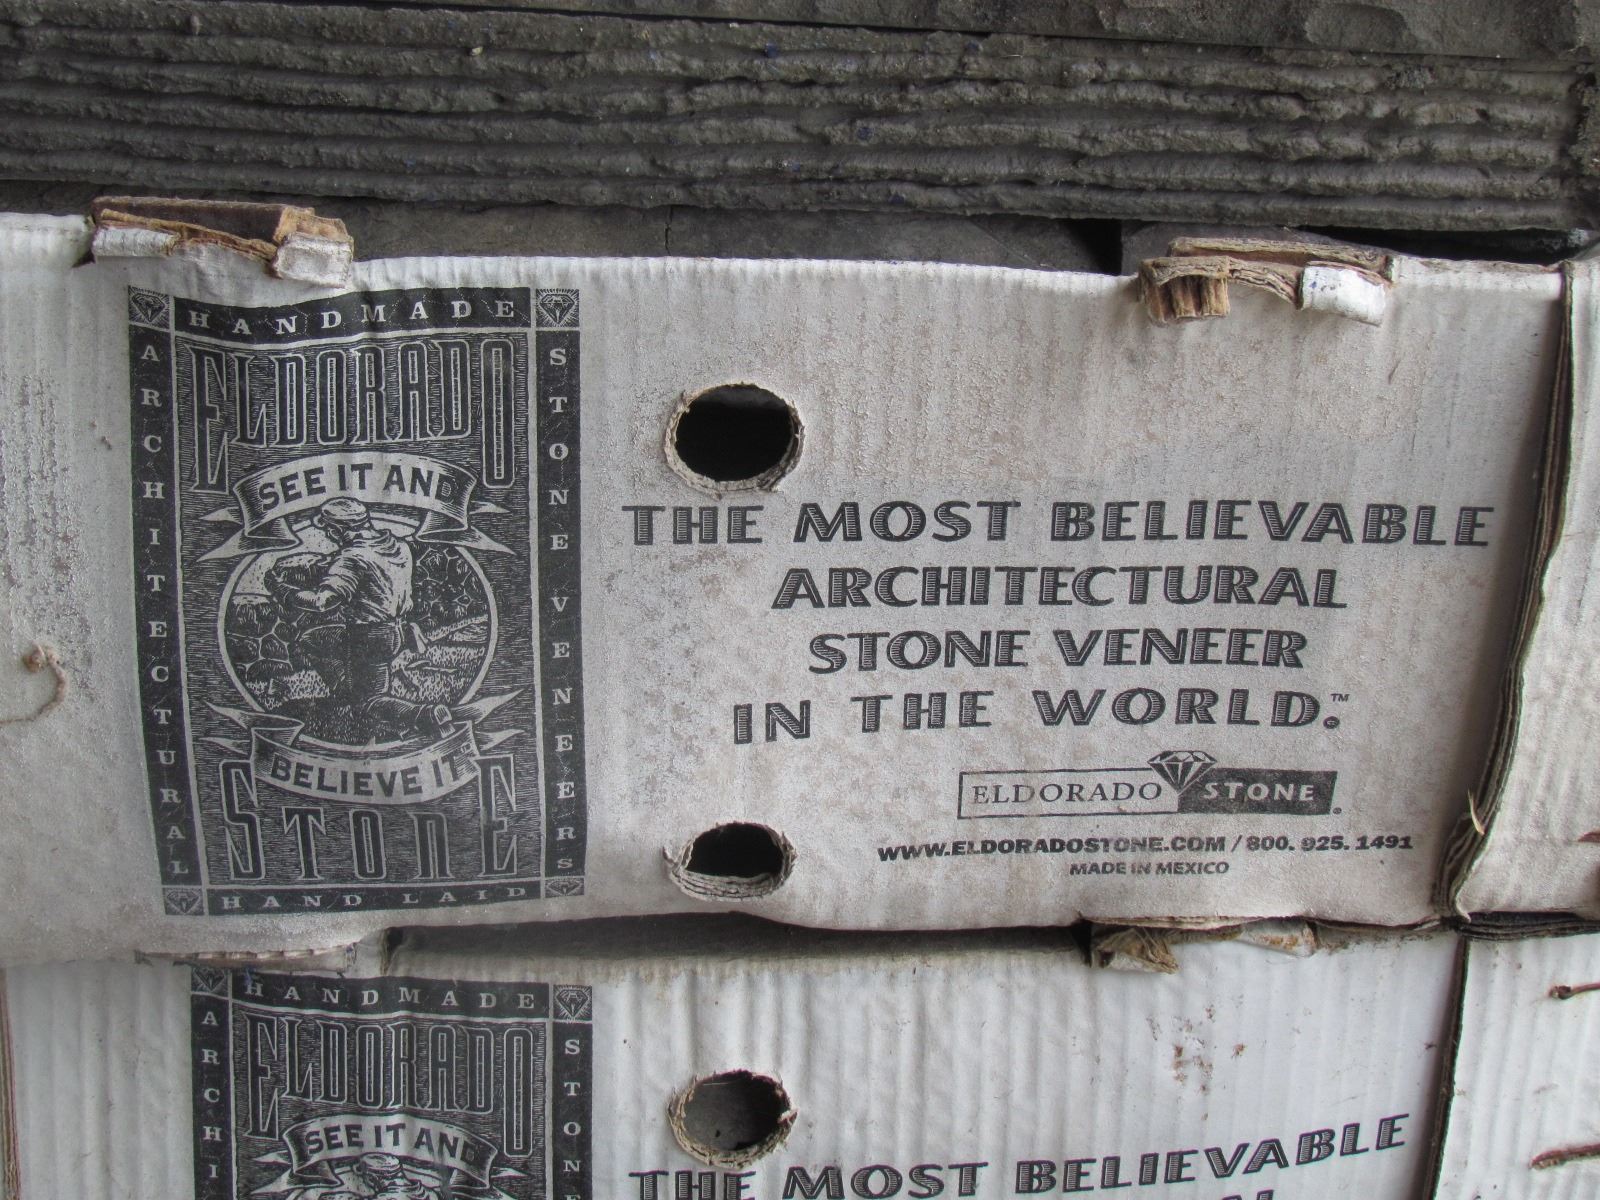 HANDMADE
ARCHITECTURAL
STONE VENEERS
ELDORADO
SEE IT AND
BELIEVE IT
STONE
HAND LAID
THE MOST BELIEVABLE
ARCHITECTURAL
STONE VENEER
IN THE WORLD.™
ELDORADO STONE
WWW.ELDORADOSTONE.COM / 800. 925. 1491
MADE IN MEXICO
HANDMADE
ARCHI
STONE
ELDORADO
SEE IT AND
THE MOST BELIEVABLE